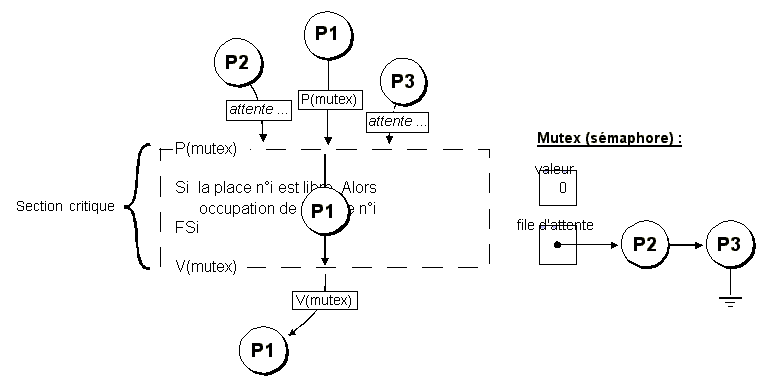 P1
P2
P3
P(mutex)
attente ...
attente ...
P(mutex)
Mutex (sémaphore) :
valeur
0
Si la place n°i est libre Alors
Section critique
occupation de
e n°i
P1
FSi
file d'attente
P2
P3
V(mutex)
V(mutex)
P1